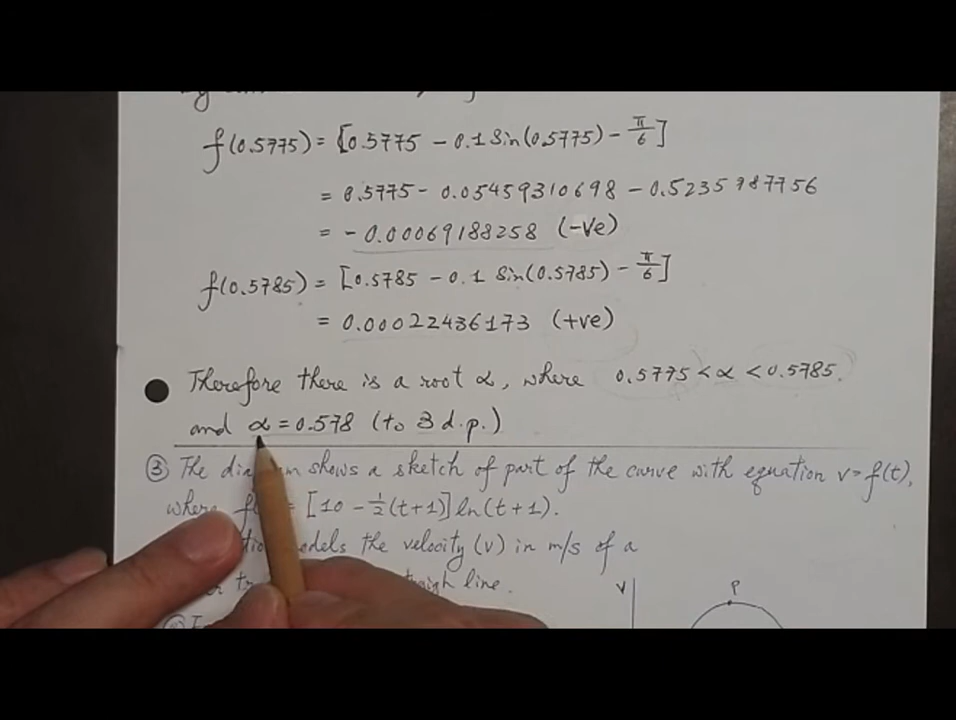 f(0.5775) = [0.5775 - 0.1 Sin(0.5775) - π/6]
= 0.5775 - 0.05459310698 - 0.5235987756
= - 0.00069188258 (-ve)
f(0.5785) = [0.5785 - 0.1 Sin(0.5785) - π/6]
= 0.00022436173 (+ve)
Therefore there is a root α, where 0.5775 < α < 0.5785.
and α = 0.578 (to 3 d.p.)
③ The shows a sketch of part of the curve with equation v = f(t),
where = [10 - ½(t+1)] ln(t+1).
the velocity (v) in m/s of a
line.
v
P